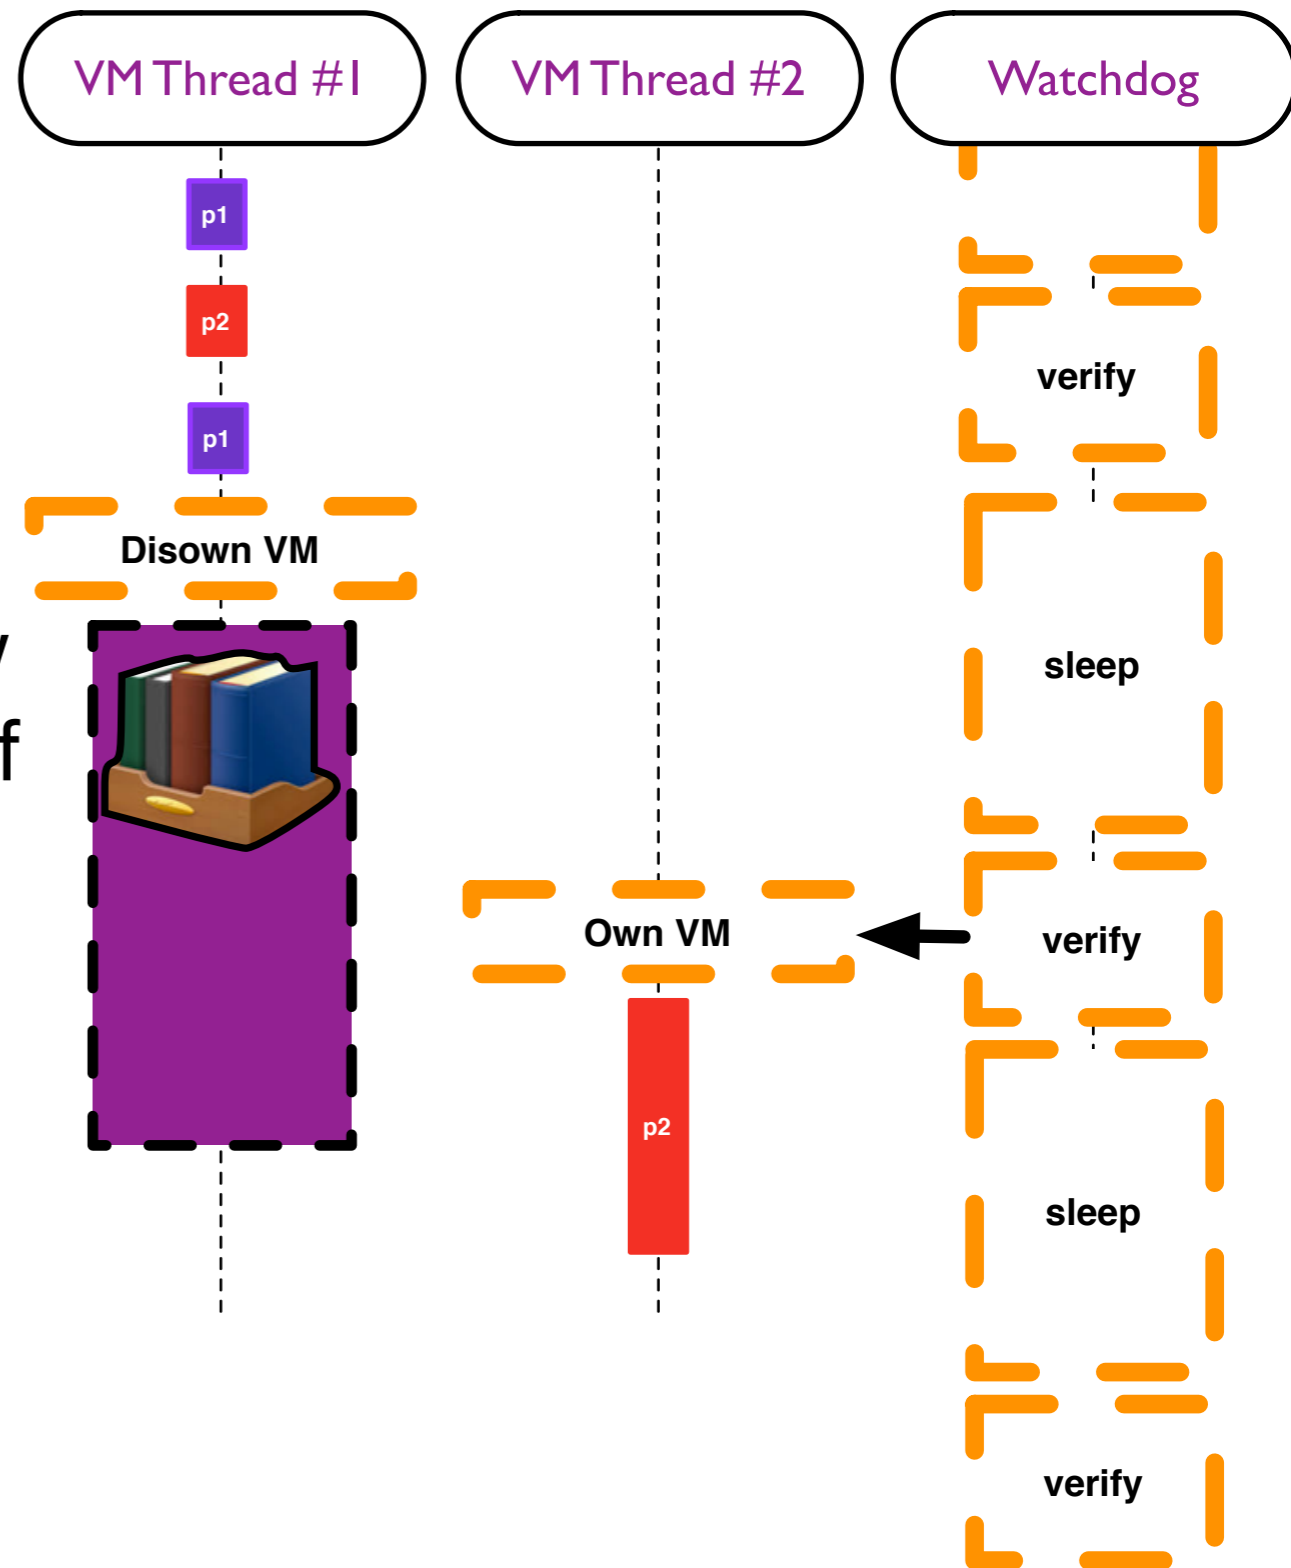 VM Thread #1
VM Thread #2
Watchdog
p1
p2
verify
p1
Disown VM
y
f
sleep
Own VM
verify
p2
sleep
verify